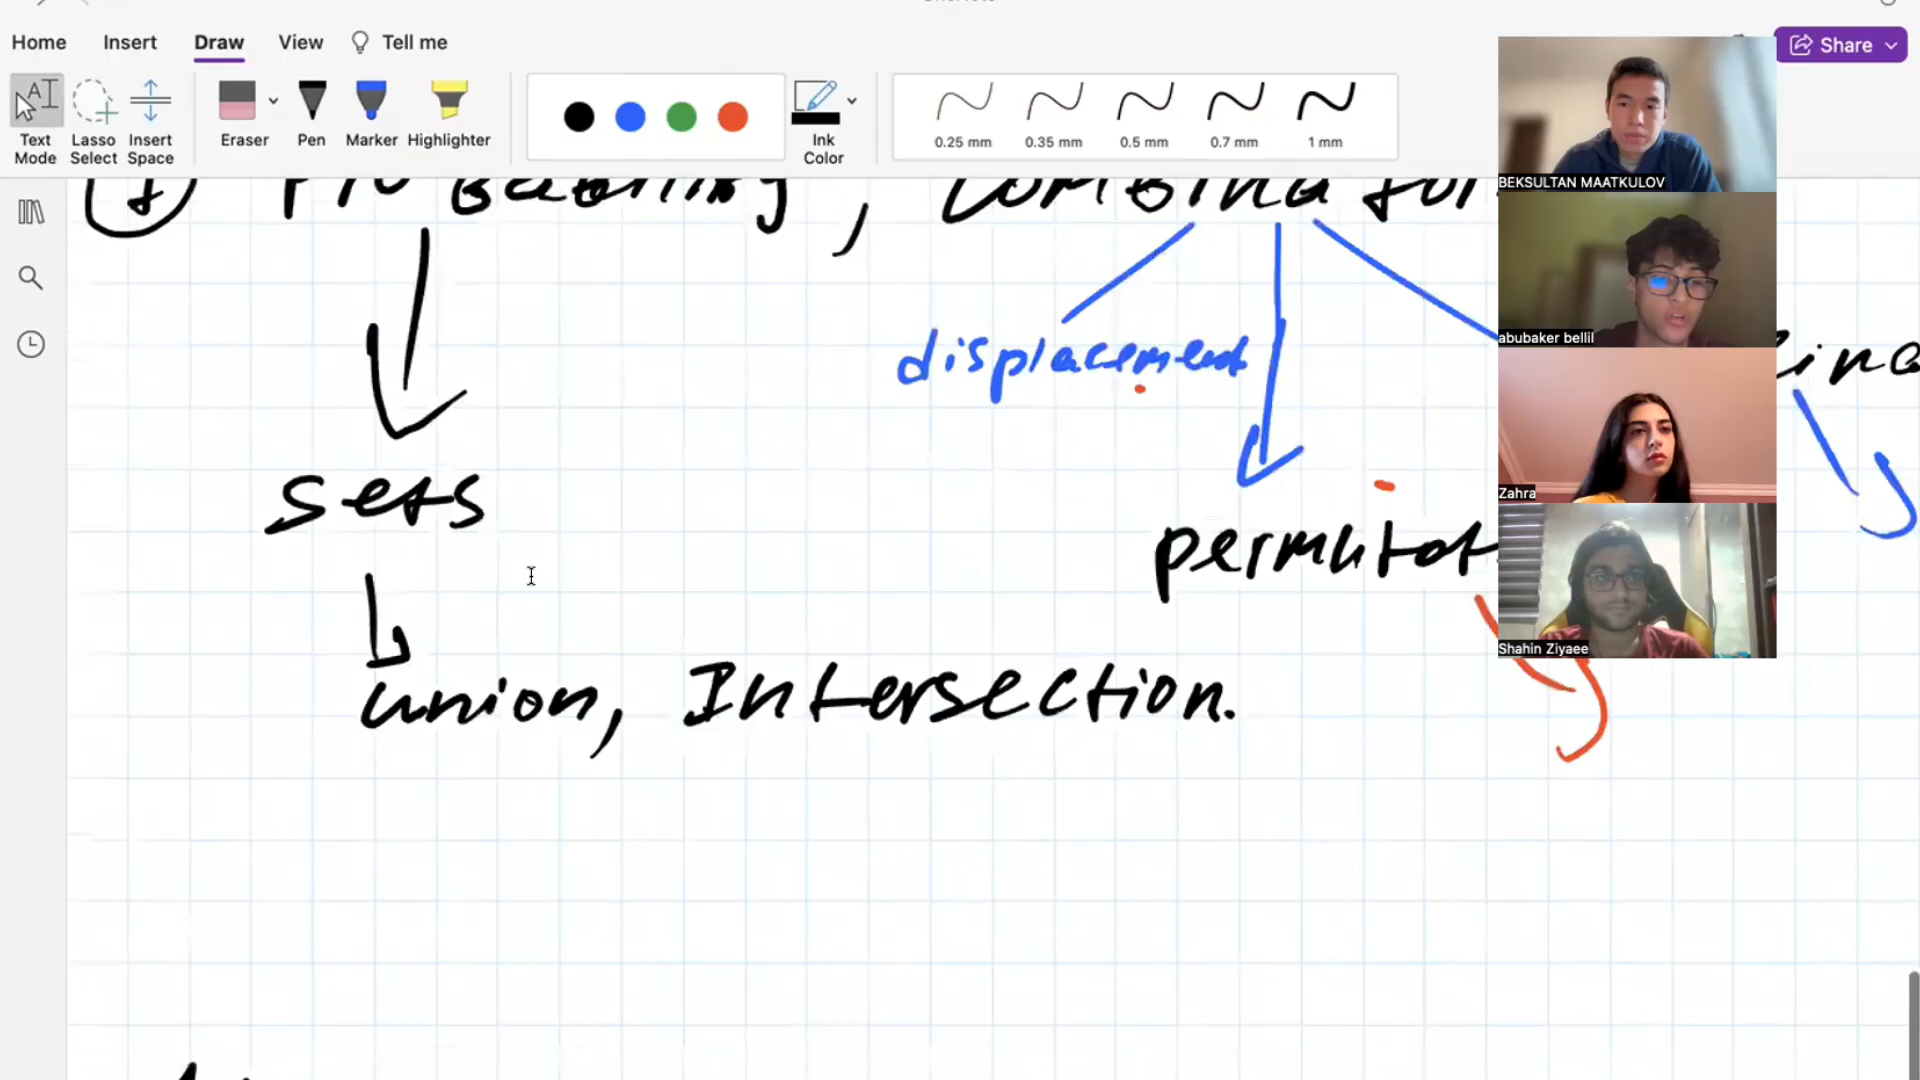 Home Insert Draw View Tell me
Share
Text Mode
Lasso Select
Insert Space
Eraser
Pen
Marker
Highlighter
Ink Color
0.25 mm
0.35 mm
0.5 mm
0.7 mm
1 mm
BEKSULTAN MAATKULOV
abubaker bellil
Zahra
Shahin Ziyaee
displacement
sets
permutat
union, Intersection.